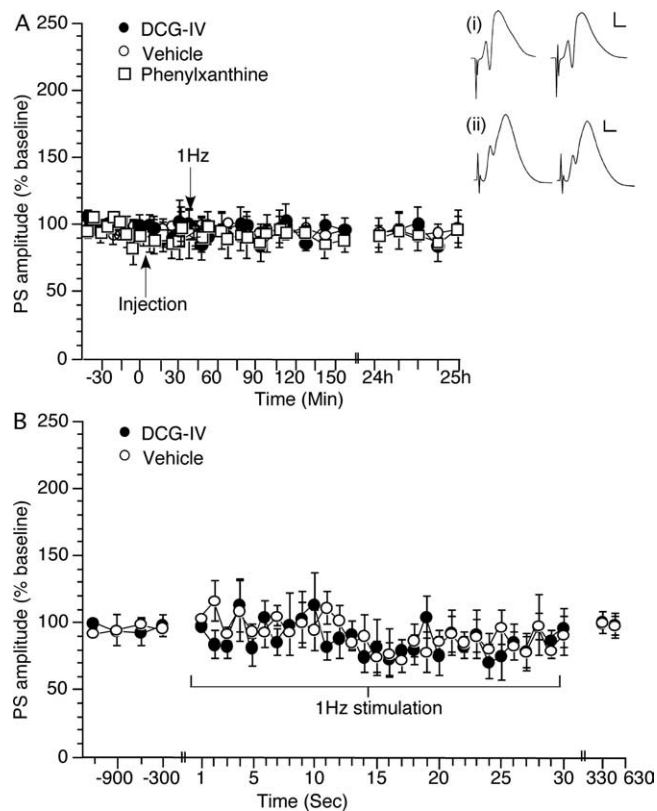 A
250
200
150
100
50
0
PS amplitude (% baseline)
DCG-IV
Vehicle
Phenylxanthine
1Hz
Injection
-30 0 30 60 90 120 150 24h 25h
Time (Min)
(i)
(ii)
B
250
200
150
100
50
0
PS amplitude (% baseline)
DCG-IV
Vehicle
1Hz stimulation
-900 -300 1 5 10 15 20 25 30 330 630
Time (Sec)